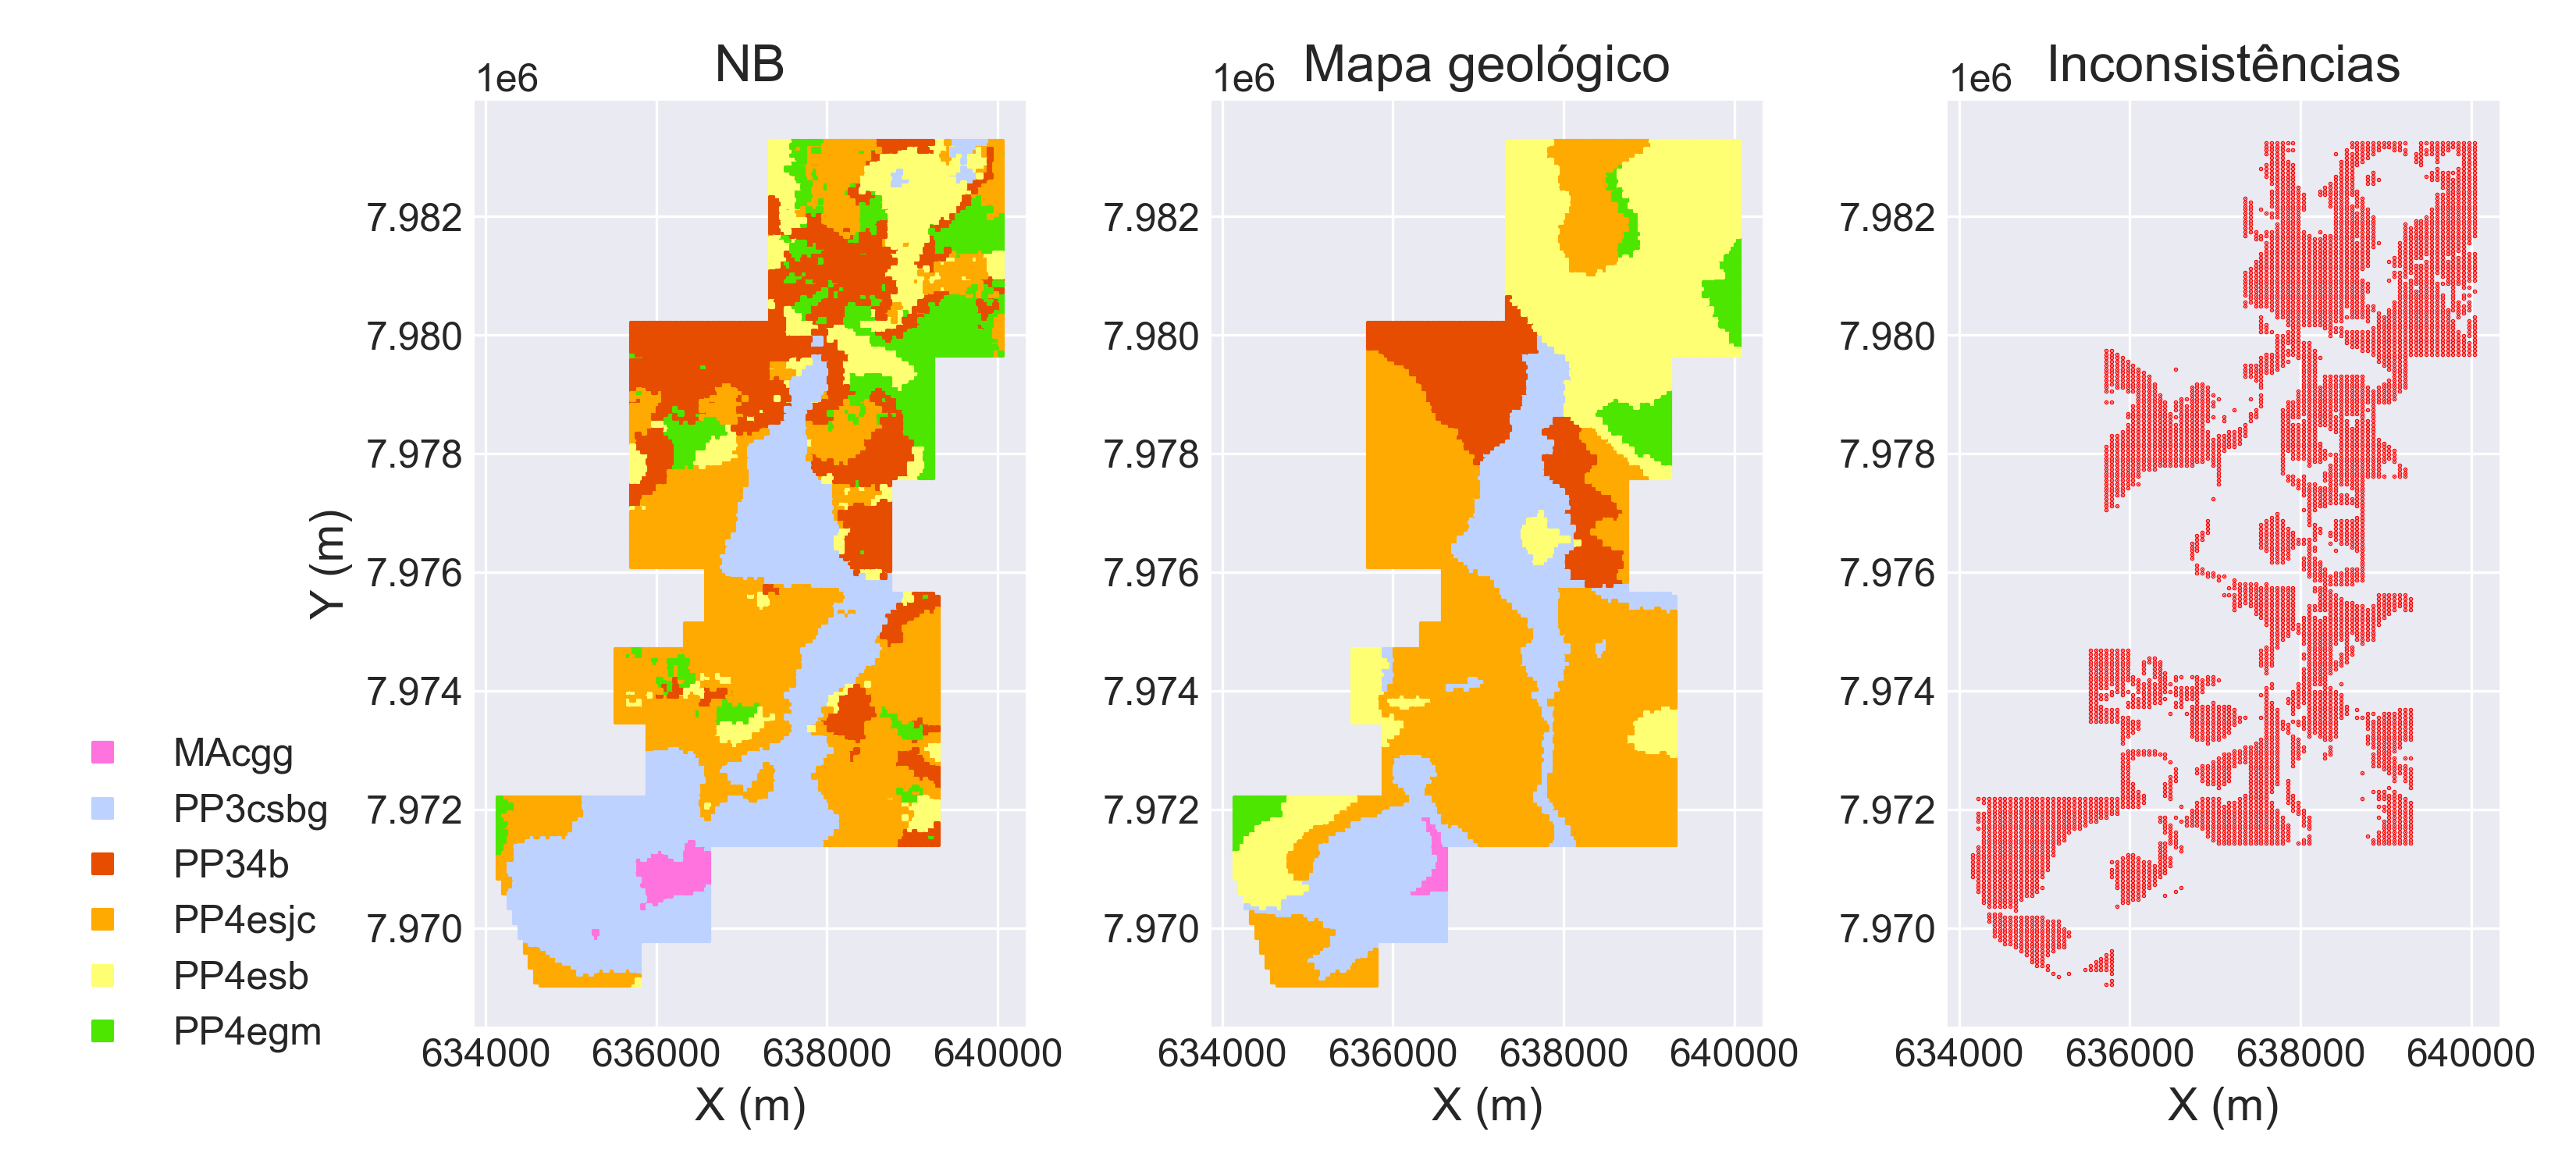 NB
Mapa geológico
Inconsistências
1e6
1e6
1e6
7.982
7.980
7.978
7.976
7.974
7.972
7.970
Y (m)
7.982
7.980
7.978
7.976
7.974
7.972
7.970
7.982
7.980
7.978
7.976
7.974
7.972
7.970
MAcgg
PP3csbg
PP34b
PP4esjc
PP4esb
PP4egm
634000 636000 638000 640000
634000 636000 638000 640000
634000 636000 638000 640000
X (m)
X (m)
X (m)